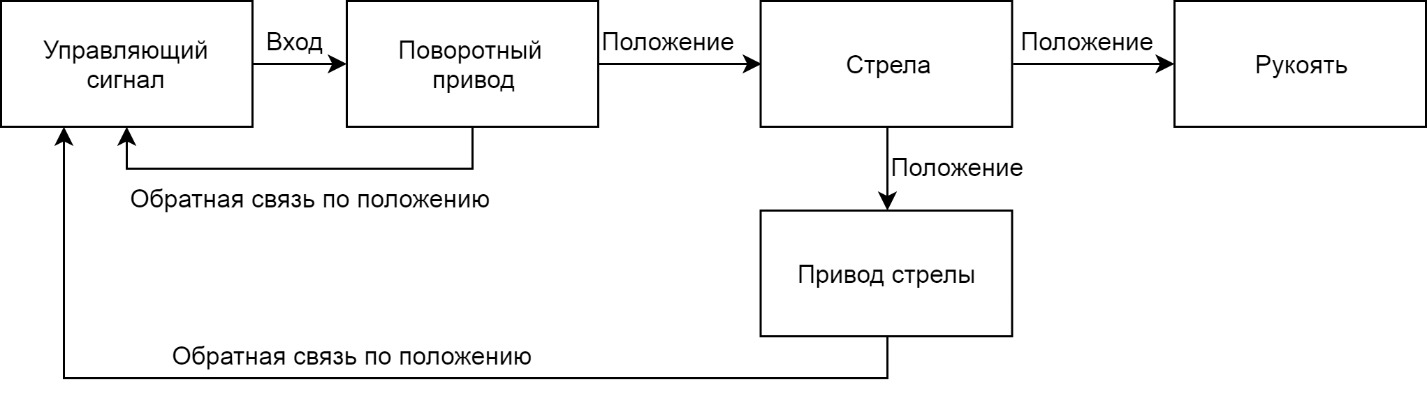 Управляющий
сигнал
Вход
Поворотный
привод
Положение
Стрела
Положение
Рукоять
Положение
Обратная связь по положению
Привод стрелы
Обратная связь по положению